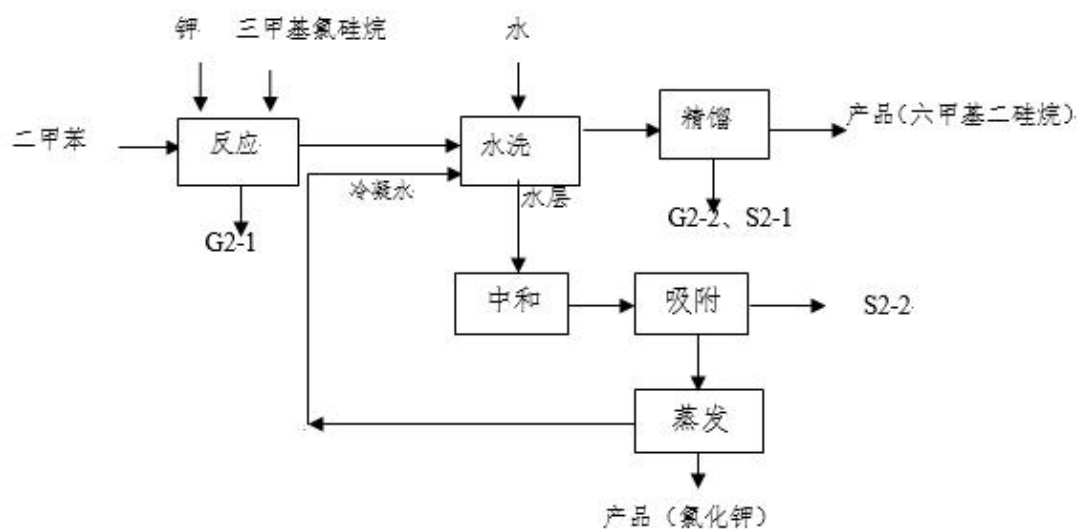 钾 三甲基氯硅烷 水
二甲苯 反应 水洗 精馏 产品(六甲基二硅烷)
冷凝水 水层
G2-1 G2-2、S2-1
中和 吸附 S2-2
蒸发
产品（氯化钾）